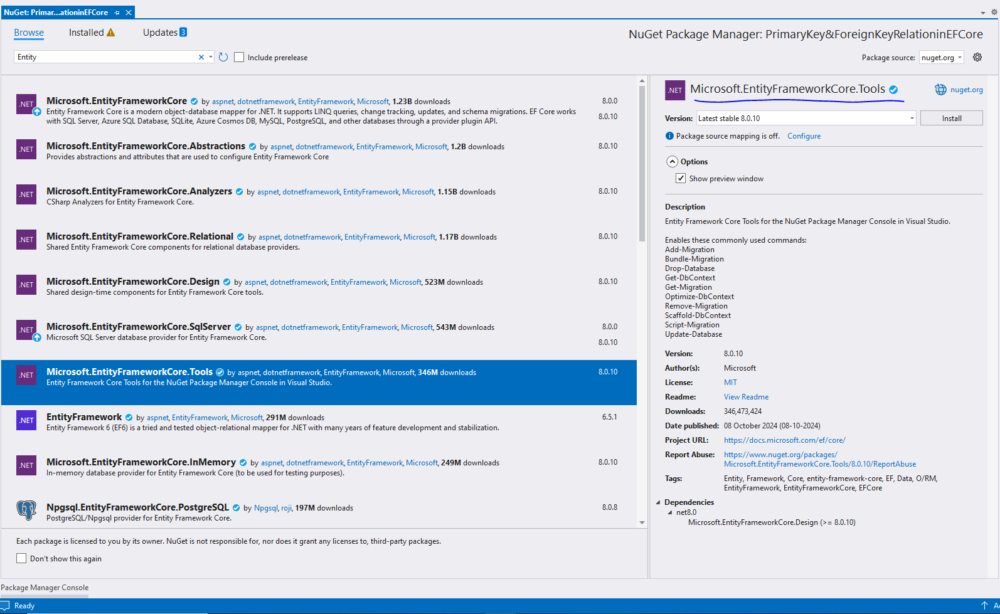 NuGet: Primar...ationinEFCore
Browse Installed Updates 3
NuGet Package Manager: PrimaryKey&ForeignKeyRelationinEFCore
Entity
Include prerelease
Package source: nuget.org
.NET
Microsoft.EntityFrameworkCore by aspnet, dotnetframework, EntityFramework, Microsoft, 1.23B downloads 8.0.0
Entity Framework Core is a modern object-database mapper for .NET. It supports LINQ queries, change tracking, updates, and schema migrations. EF Core works
with SQL Server, Azure SQL Database, SQLite, Azure Cosmos DB, MySQL, PostgreSQL, and other databases through a provider plugin API.
8.0.10
.NET
Microsoft.EntityFrameworkCore.Abstractions by aspnet, dotnetframework, EntityFramework, Microsoft, 1.2B downloads 8.0.10
Provides abstractions and attributes that are used to configure Entity Framework Core
.NET
Microsoft.EntityFrameworkCore.Analyzers by aspnet, dotnetframework, EntityFramework, Microsoft, 1.15B downloads 8.0.10
CSharp Analyzers for Entity Framework Core.
.NET
Microsoft.EntityFrameworkCore.Relational by aspnet, dotnetframework, EntityFramework, Microsoft, 1.17B downloads 8.0.10
Shared Entity Framework Core components for relational database providers.
.NET
Microsoft.EntityFrameworkCore.Design by aspnet, dotnetframework, EntityFramework, Microsoft, 523M downloads 8.0.10
Shared design-time components for Entity Framework Core tools.
.NET
Microsoft.EntityFrameworkCore.SqlServer by aspnet, dotnetframework, EntityFramework, Microsoft, 543M downloads 8.0.0
Microsoft SQL Server database provider for Entity Framework Core.
8.0.10
.NET
Microsoft.EntityFrameworkCore.Tools by aspnet, dotnetframework, EntityFramework, Microsoft, 346M downloads 8.0.10
Entity Framework Core Tools for the NuGet Package Manager Console in Visual Studio.
.NET
EntityFramework by aspnet, EntityFramework, Microsoft, 291M downloads 6.5.1
Entity Framework 6 (EF6) is a tried and tested object-relational mapper for .NET with many years of feature development and stabilization.
.NET
Microsoft.EntityFrameworkCore.InMemory by aspnet, dotnetframework, EntityFramework, Microsoft, 249M downloads 8.0.10
In-memory database provider for Entity Framework Core (to be used for testing purposes).
Npgsql.EntityFrameworkCore.PostgreSQL by Npgsql, roji, 197M downloads 8.0.8
PostgreSQL/Npgsql provider for Entity Framework Core.
Each package is licensed to you by its owner. NuGet is not responsible for, nor does it grant any licenses to, third-party packages.
Don't show this again
.NET
Microsoft.EntityFrameworkCore.Tools
nuget.org
Version: Latest stable 8.0.10 Install
Package source mapping is off. Configure
Options
Show preview window
Description
Entity Framework Core Tools for the NuGet Package Manager Console in Visual Studio.
Enables these commonly used commands:
Add-Migration
Bundle-Migration
Drop-Database
Get-DbContext
Get-Migration
Optimize-DbContext
Remove-Migration
Scaffold-DbContext
Script-Migration
Update-Database
Version: 8.0.10
Author(s): Microsoft
License: MIT
Readme: View Readme
Downloads: 346,473,424
Date published: 08 October 2024 (08-10-2024)
Project URL: https://docs.microsoft.com/ef/core/
Report Abuse: https://www.nuget.org/packages/
Microsoft.EntityFrameworkCore.Tools/8.0.10/ReportAbuse
Tags: Entity, Framework, Core, entity-framework-core, EF, Data, O/RM,
EntityFramework, EntityFrameworkCore, EFCore
Dependencies
net8.0
Microsoft.EntityFrameworkCore.Design (>= 8.0.10)
Package Manager Console
Ready